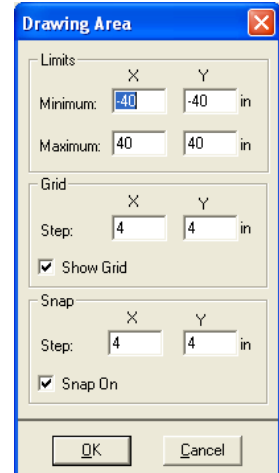 Drawing Area
Limits
X Y
Minimum: -40 -40 in
Maximum: 40 40 in
Grid
X Y
Step: 4 4 in
Show Grid
Snap
X Y
Step: 4 4 in
Snap On
OK Cancel